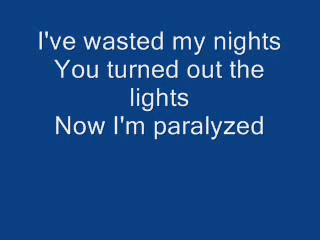 I've wasted my nights
You turned out the
lights
Now I'm paralyzed